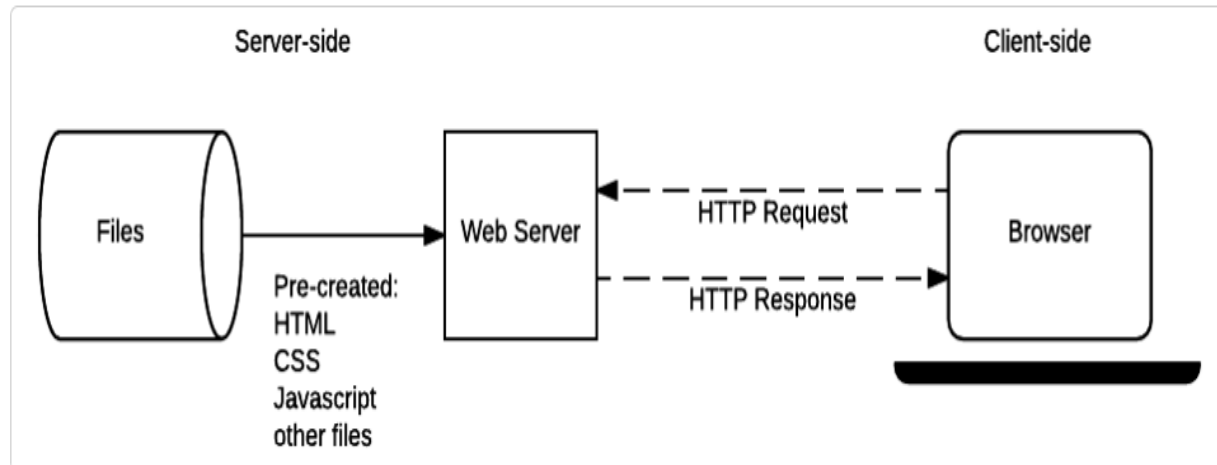 Server-side
Client-side
Files
Web Server
HTTP Request
Browser
HTTP Response
Pre-created:
HTML
CSS
Javascript
other files